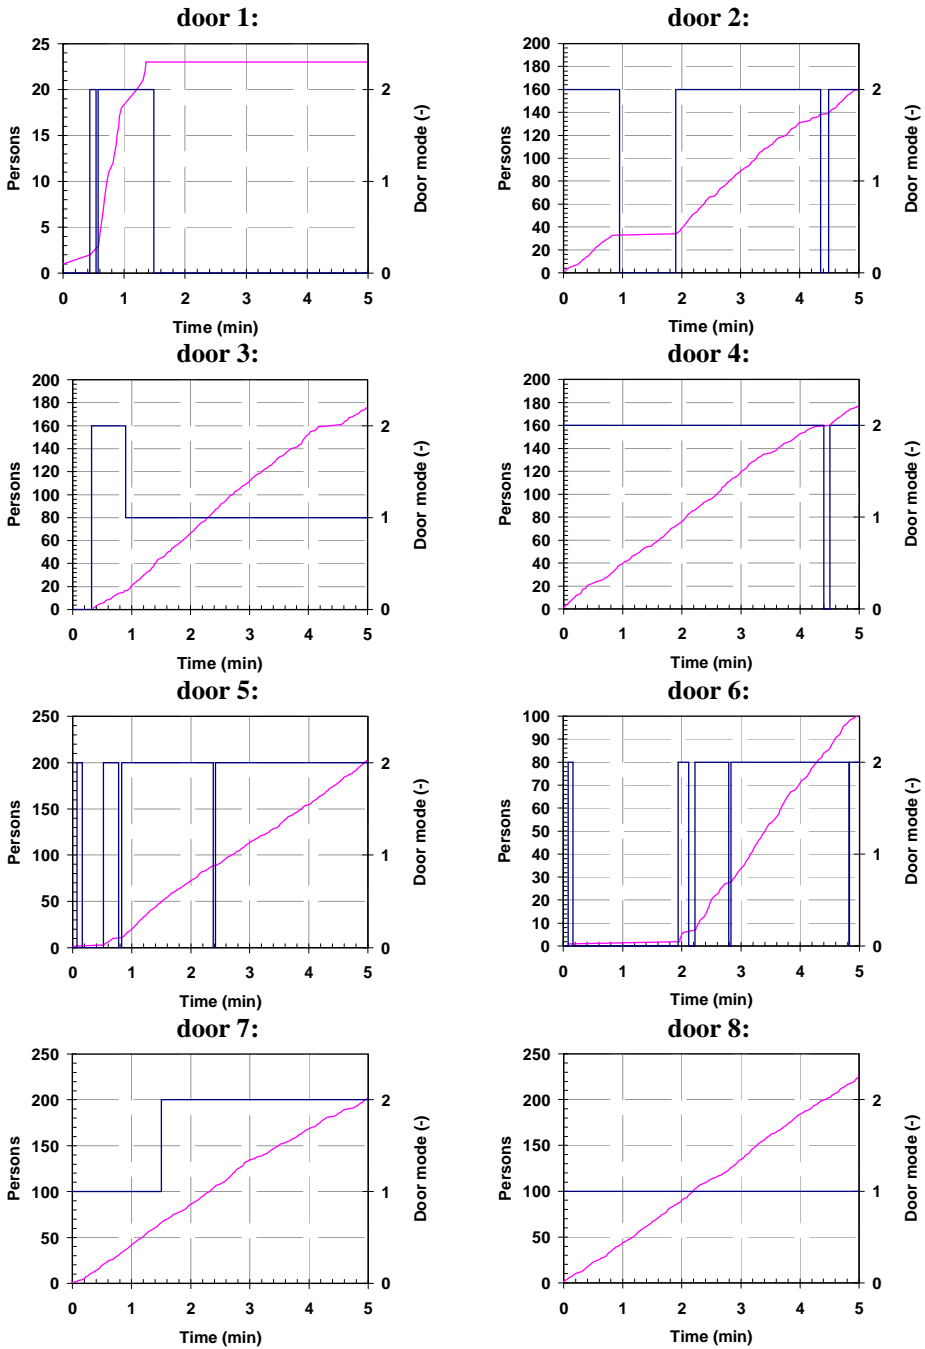 door 1:
25
20
15
10
5
0
Persons
2
1
0
Door mode (-)
0 1 2 3 4 5
Time (min)
door 2:
200
180
160
140
120
100
80
60
40
20
0
Persons
2
1
0
Door mode (-)
0 1 2 3 4 5
Time (min)
door 3:
200
180
160
140
120
100
80
60
40
20
0
Persons
2
1
0
Door mode (-)
0 1 2 3 4 5
Time (min)
door 4:
200
180
160
140
120
100
80
60
40
20
0
Persons
2
1
0
Door mode (-)
0 1 2 3 4 5
Time (min)
door 5:
250
200
150
100
50
0
Persons
2
1
0
Door mode (-)
0 1 2 3 4 5
Time (min)
door 6:
100
90
80
70
60
50
40
30
20
10
0
Persons
2
1
0
Door mode (-)
0 1 2 3 4 5
Time (min)
door 7:
250
200
150
100
50
0
Persons
2
1
0
Door mode (-)
0 1 2 3 4 5
Time (min)
door 8:
250
200
150
100
50
0
Persons
2
1
0
Door mode (-)
0 1 2 3 4 5
Time (min)